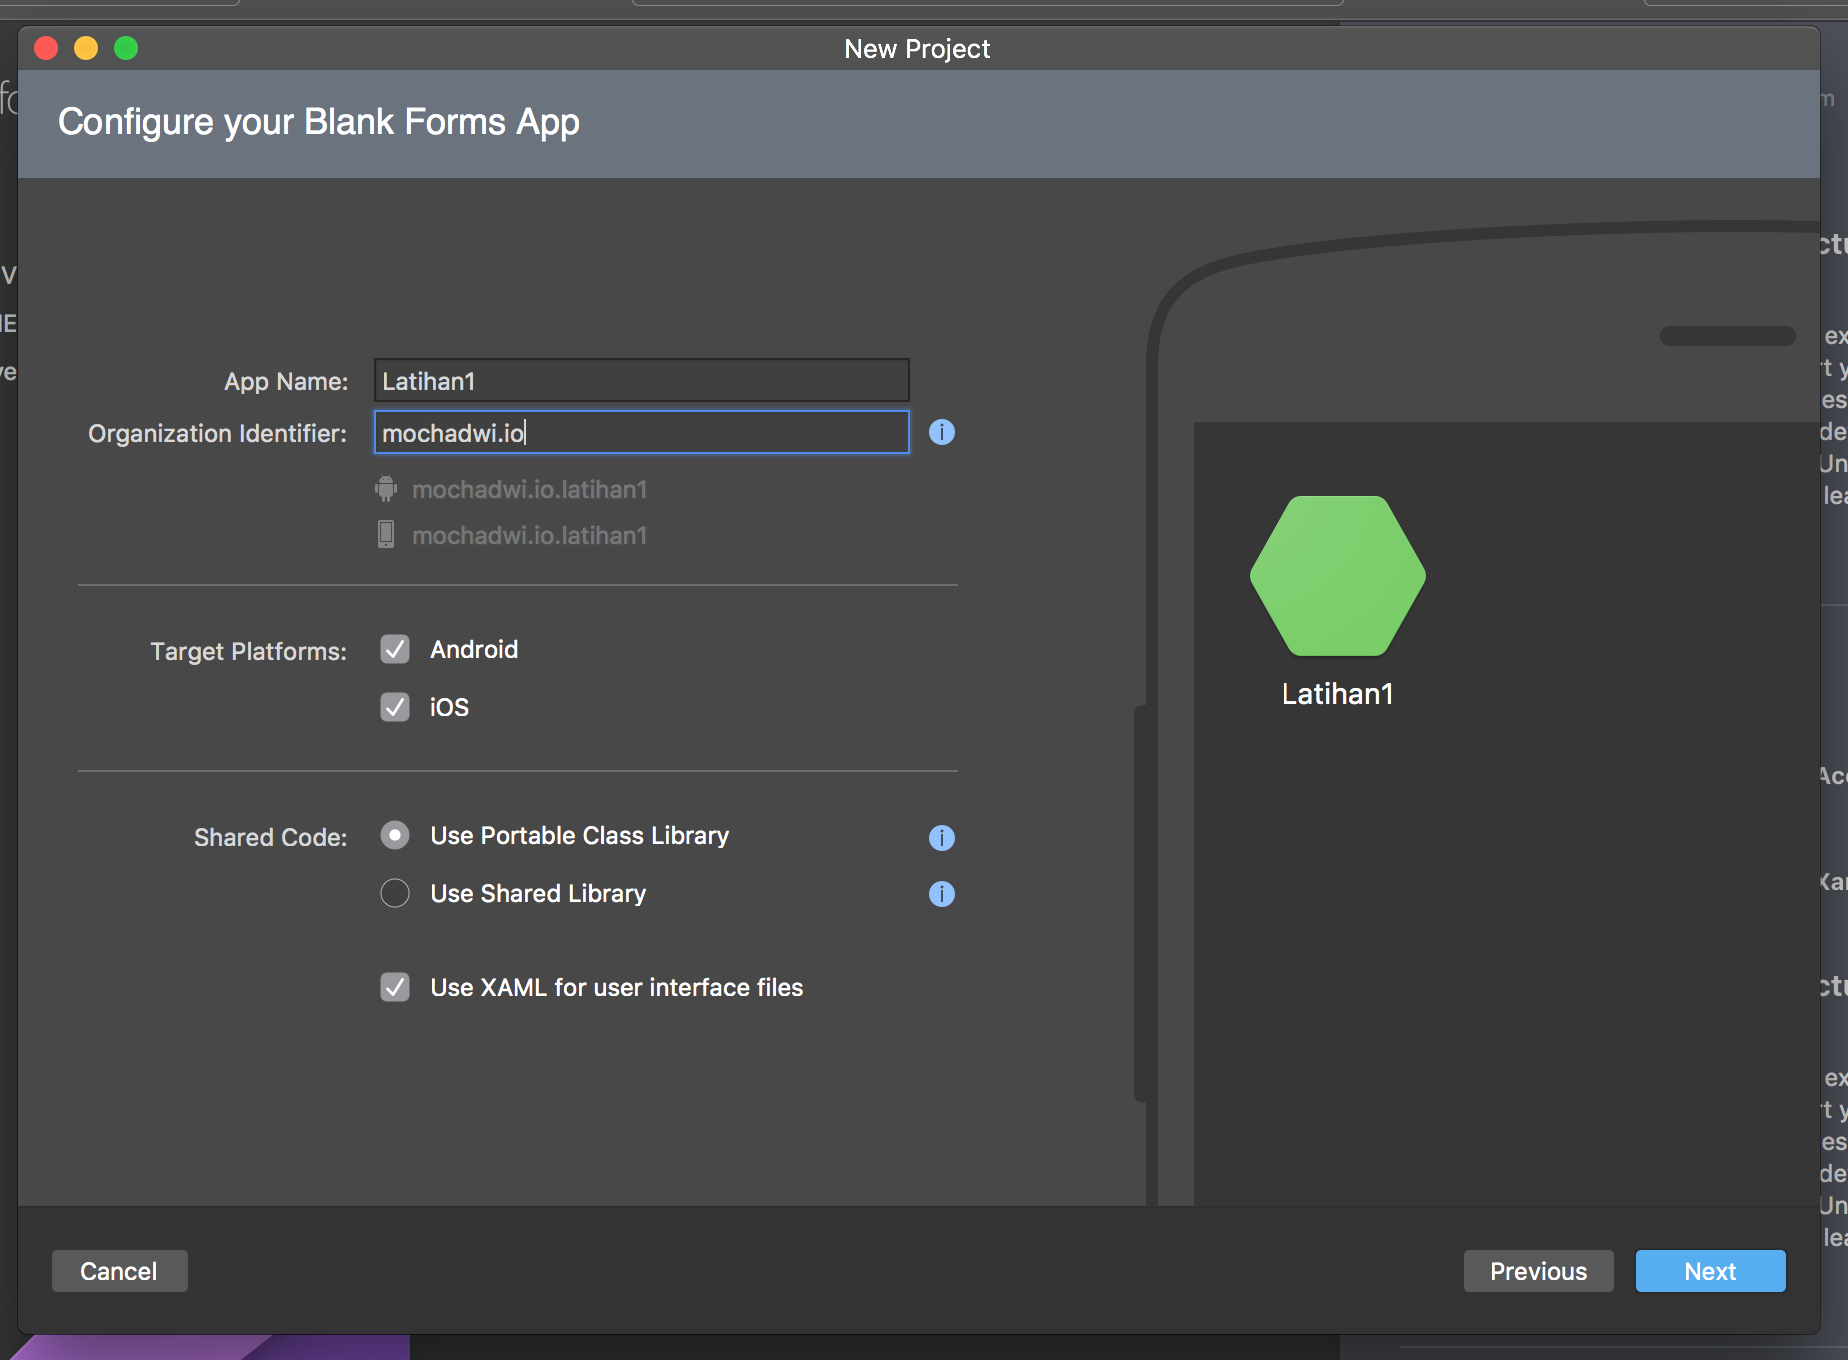 New Project
Configure your Blank Forms App
App Name: Latihan1
Organization Identifier: mochadwi.io
mochadwi.io.latihan1
mochadwi.io.latihan1
Target Platforms: Android
iOS
Latihan1
Shared Code: Use Portable Class Library
Use Shared Library
Use XAML for user interface files
Cancel
Previous
Next